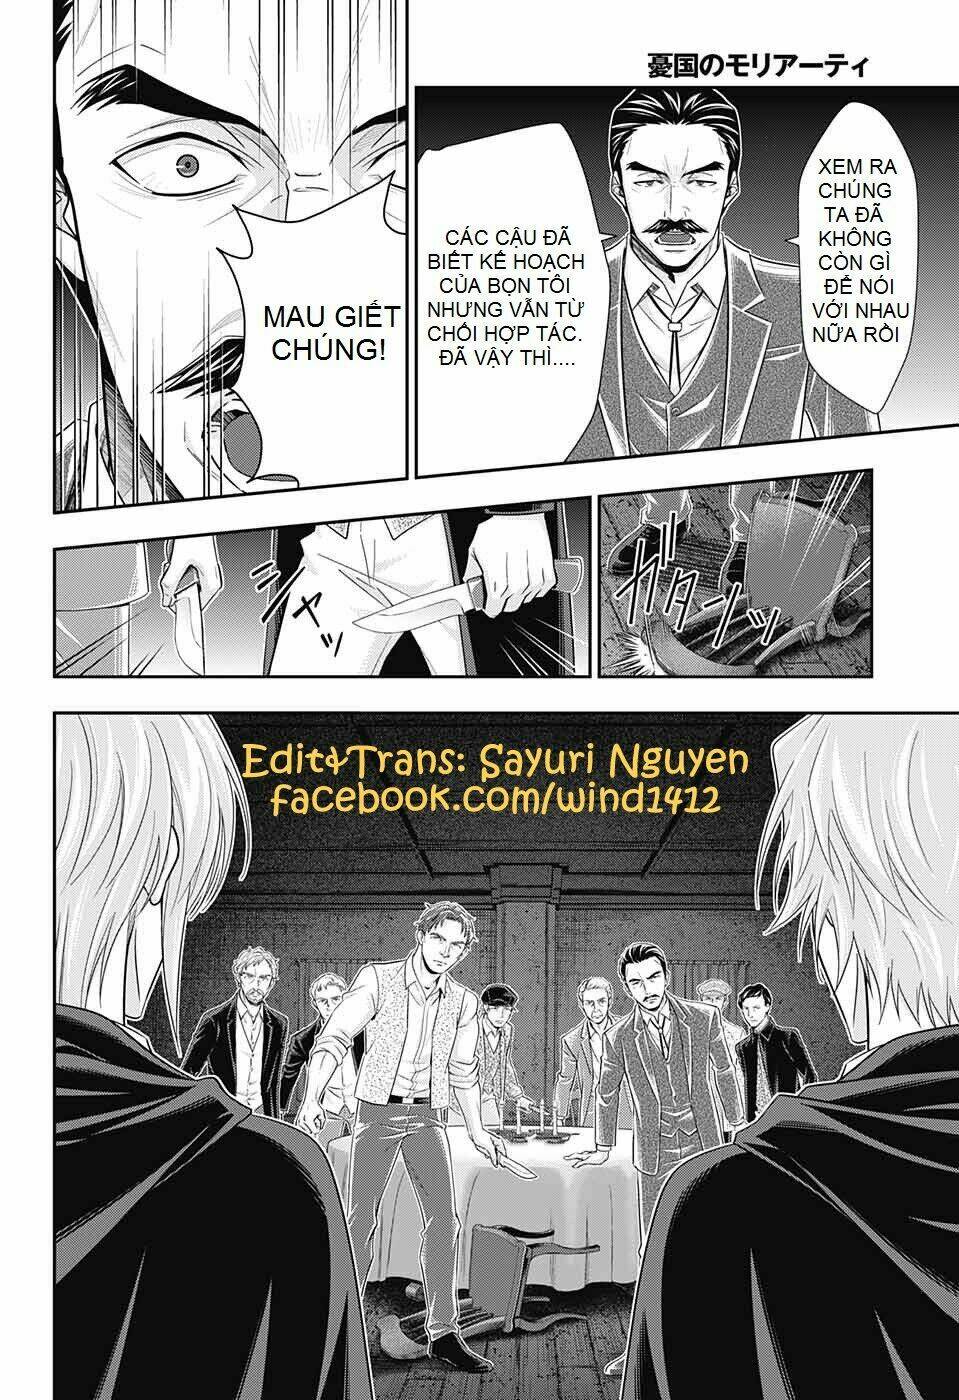 憂国のモリアーティ
XEM RA
CHÚNG
TA ĐÃ
KHÔNG
CÒN GÌ
ĐỂ NÓI
VỚI NHAU
NỮA RỒI
CÁC CẬU ĐÃ
BIẾT KẾ HOẠCH
CỦA BỌN TÔI
NHƯNG VẪN TỪ
CHỐI HỢP TÁC.
ĐÃ VẬY THÌ....
MAU GIẾT
CHÚNG!
ガタン
ジャッ
Edit&Trans: Sayuri Nguyen
facebook.com/wind1412